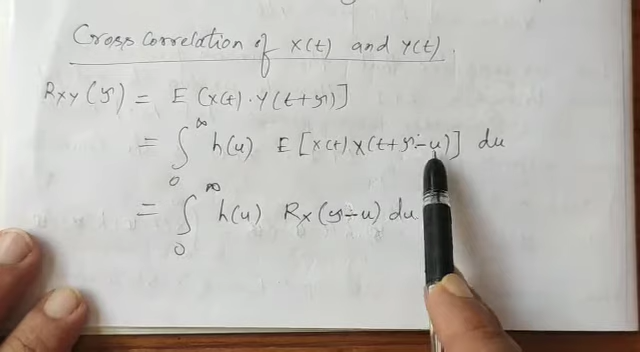 Cross correlation of X(t) and Y(t).
RXY(τ) = E (X(t)·Y(t+τ)]
= ∫₀^∞ h(u) E[X(t)X(t+τ-u)] du
= ∫₀^∞ h(u) RX(τ-u) du